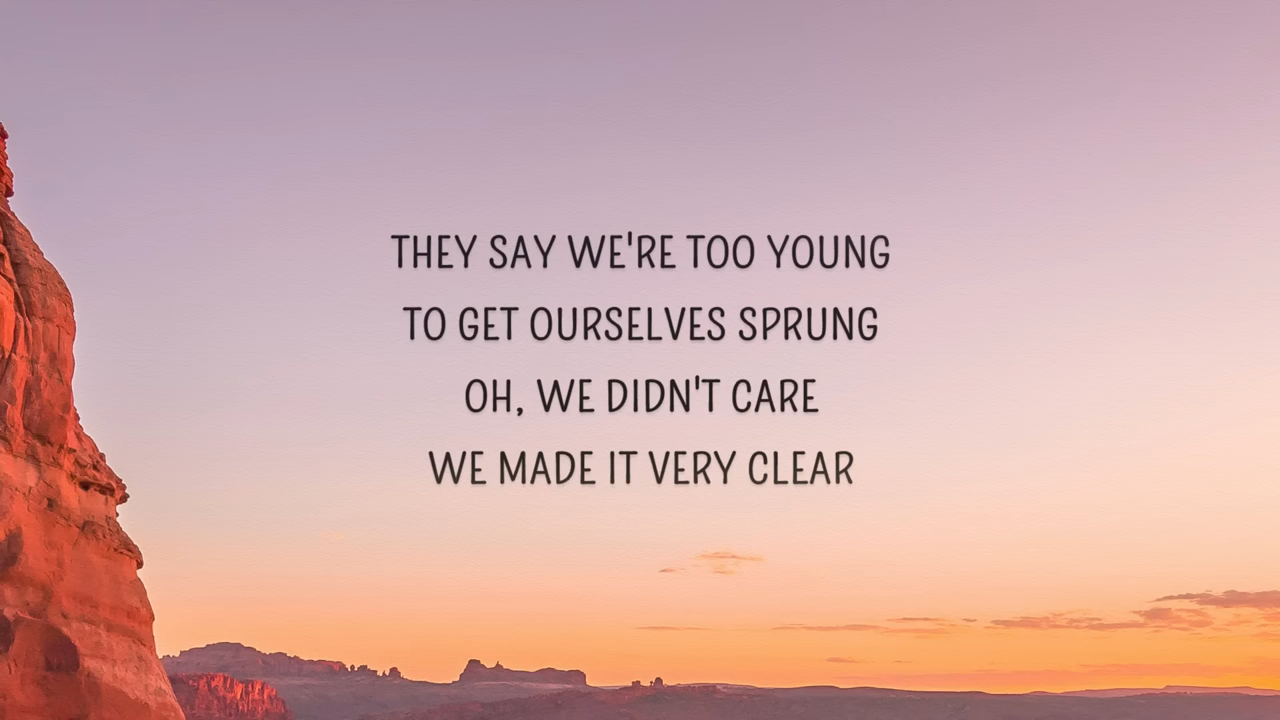 THEY SAY WE'RE TOO YOUNG
TO GET OURSELVES SPRUNG
OH, WE DIDN'T CARE
WE MADE IT VERY CLEAR